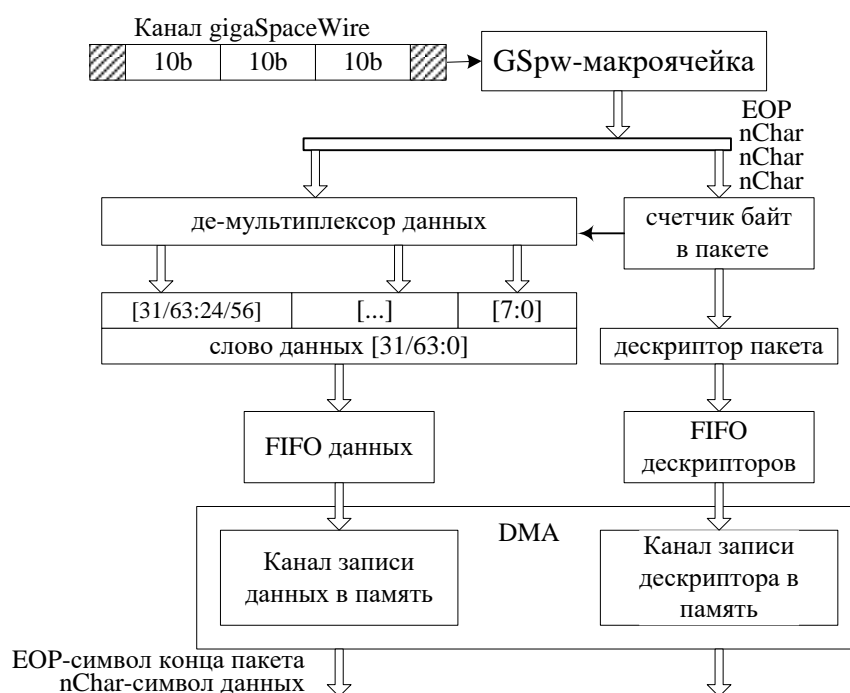 Канал gigaSpaceWire
10b 10b 10b
GSpw-макроячейка
EOP
nChar
nChar
nChar
де-мультиплексор данных
счетчик байт
в пакете
[31/63:24/56] [...] [7:0]
слово данных [31/63:0]
дескриптор пакета
FIFO данных
FIFO
дескрипторов
DMA
Канал записи
данных в память
Канал записи
дескриптора в
память
EOP-символ конца пакета
nChar-символ данных